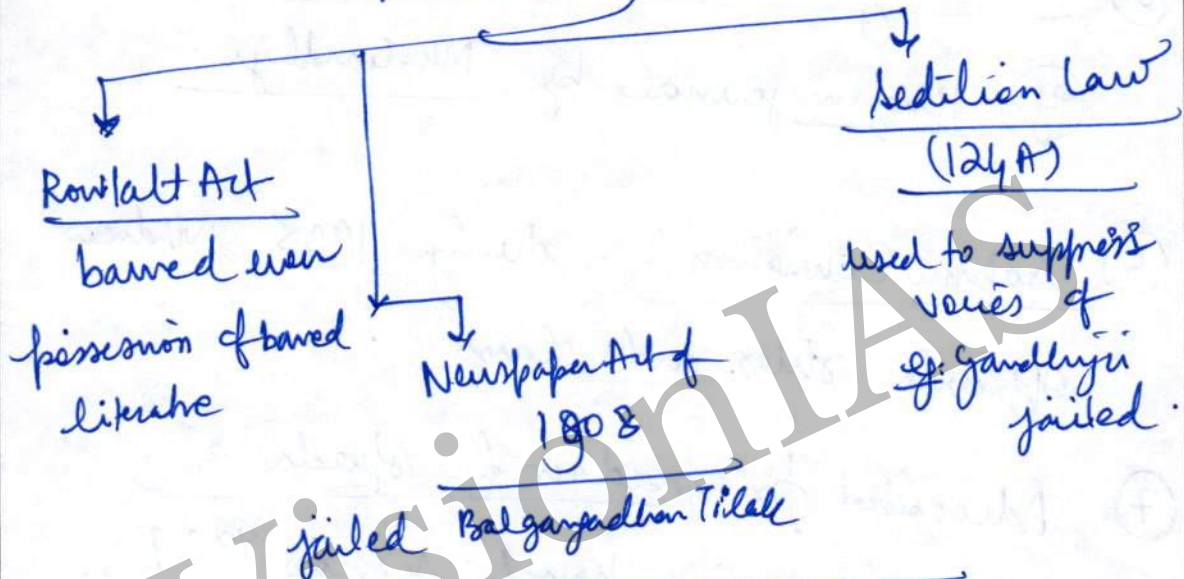 Rowlatt Act
barred even
possession of barred
literature
Newspaper Act of
1908
jailed Balgangadhar Tilak
Sedition Law
(124A)
used to suppress
voices of
eg: Gandhiji
jailed.
VisionIAS